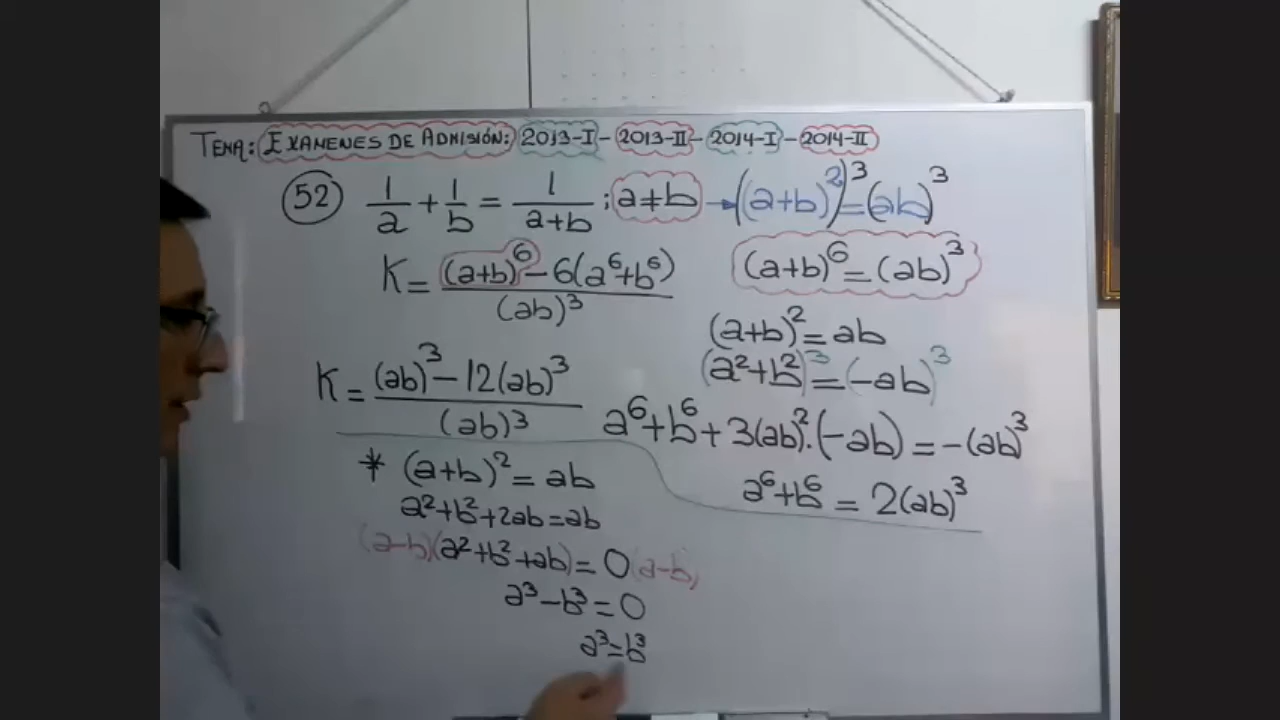 TEMA: EXAMENES DE ADMISIÓN: 2013-I - 2013-II - 2014-I - 2014-II
52 1/a + 1/b = 1/(a+b) ; a≠b → ((a+b)²)³ = (ab)³
K = ((a+b)⁶ - 6(a⁶+b⁶))/(ab)³
(a+b)⁶ = (ab)³
(a+b)² = ab
(a²+b²)³ = (-ab)³
a⁶+b⁶+3(ab)².(-ab) = -(ab)³
a⁶+b⁶ = 2(ab)³
K = ((ab)³ - 12(ab)³)/(ab)³
* (a+b)² = ab
a²+b²+2ab = ab
(a-b)(a²+b²+ab) = 0(a-b)
a³-b³ = 0
a³ = b³